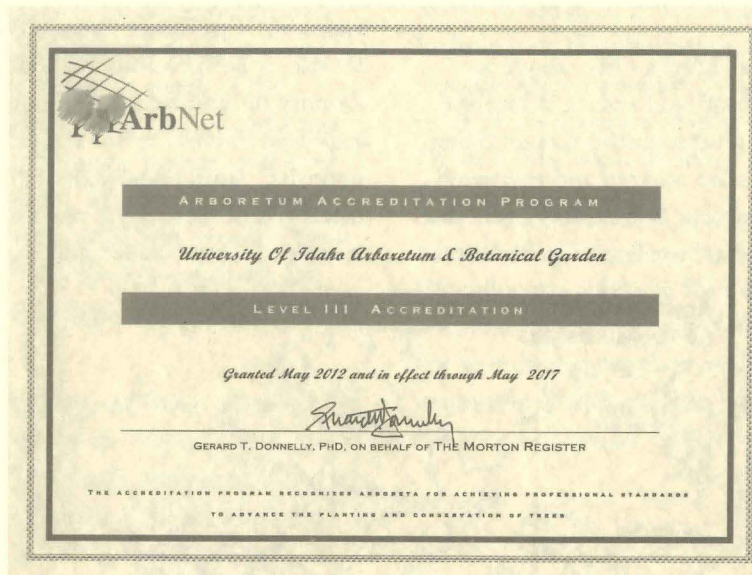 ArbNet
ARBORETUM ACCREDITATION PROGRAM
University Of Idaho Arboretum & Botanical Garden
LEVEL III ACCREDITATION
Granted May 2012 and in effect through May 2017
GERARD T. DONNELLY, PHD, ON BEHALF OF THE MORTON REGISTER
THE ACCREDITATION PROGRAM RECOGNIZES ARBORETA FOR ACHIEVING PROFESSIONAL STANDARDS
TO ADVANCE THE PLANTING AND CONSERVATION OF TREES